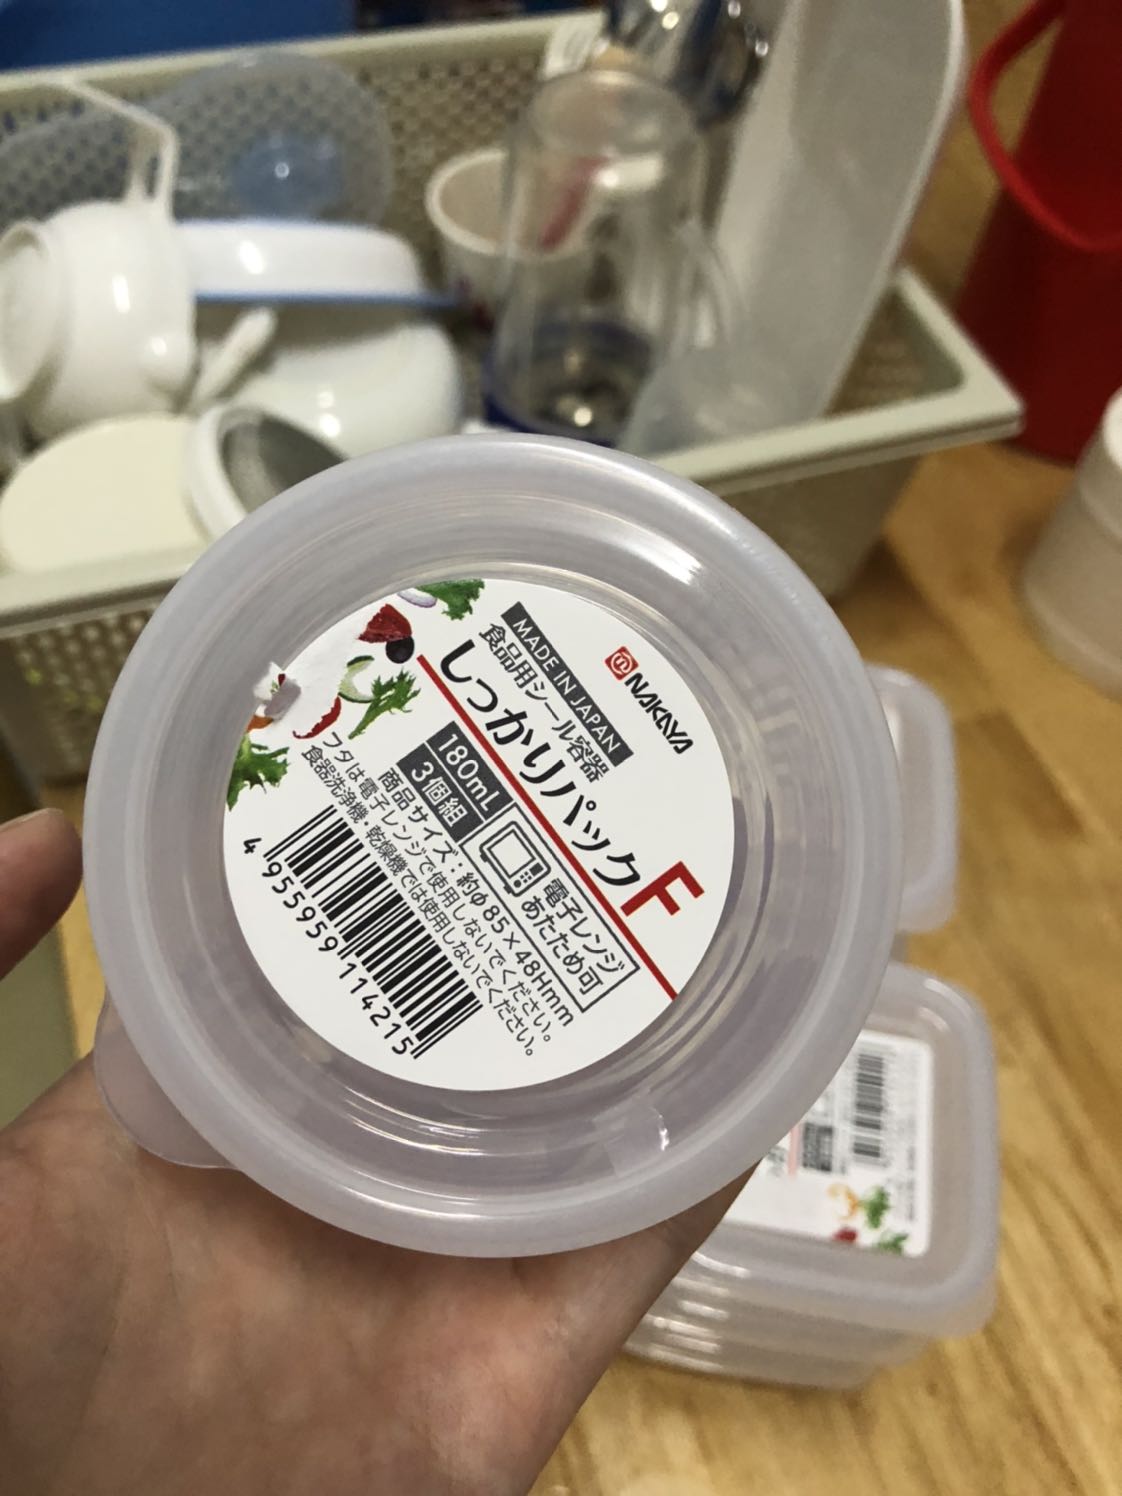 NAKAYA
MADE IN JAPAN
食品用シール容器
しっかりパックF
180mL
3個組
電子レンジ
あたため可
商品サイズ：約φ85×48Hmm
フタは電子レンジで使用しないでください。
食器洗浄機・乾燥機では使用しないでください。
4 955959 114215